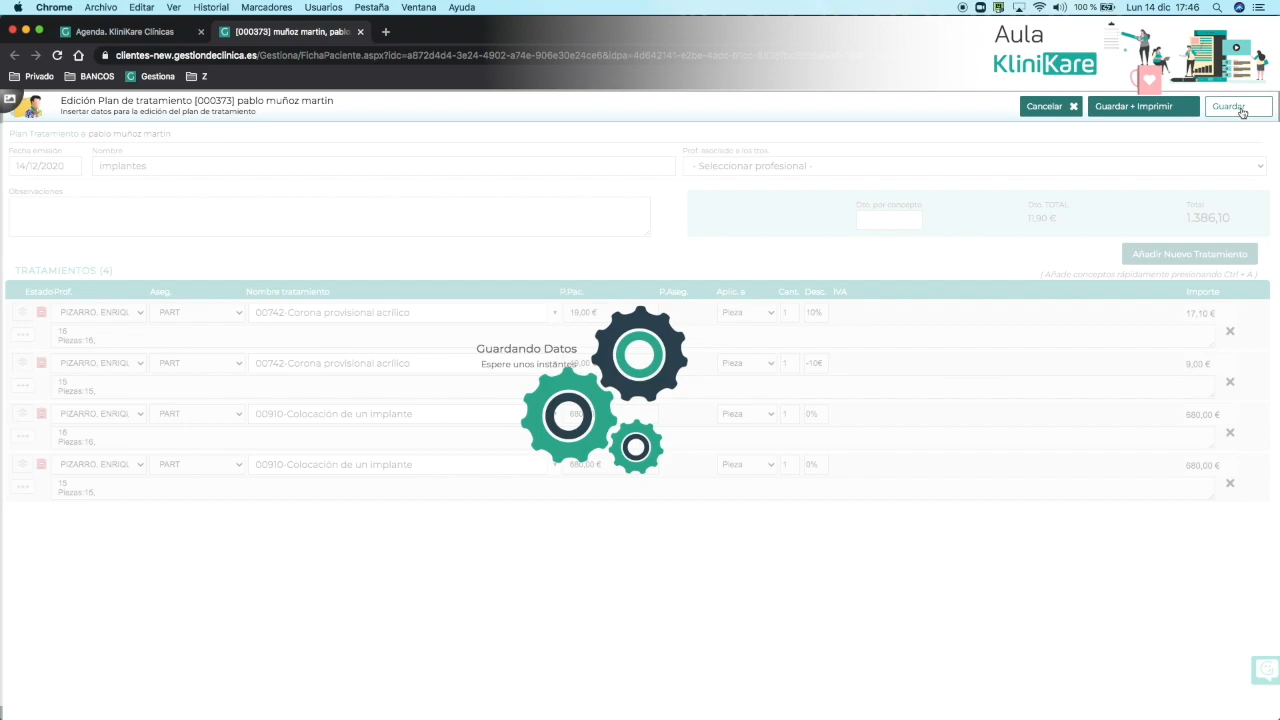 Chrome Archivo Editar Ver Historial Marcadores Usuarios Pestaña Ventana Ayuda
100 % Lun 14 dic 17:07
Agenda. KliniKare Clínicas
[000373] muñoz martin, pablo
clientes-new.gestiondeclinica.es/Gestiona/FichaPaciente.aspx?idc=
Privado BANCOS Gestiona Z
Aula
KliniKare
Edición Plan de tratamiento [000373] pablo muñoz martin
Insertar datos para la edición del plan de tratamiento
Cancelar
Guardar + Imprimir
Guardar
Plan Tratamiento a pablo muñoz martin
Fecha emisión Nombre Prof. asociado a los ttos.
14/12/2020 implantes - Seleccionar profesional -
Observaciones
Dto. por concepto Dto. TOTAL Total
11,90 € 1.386,10
Añadir Nuevo Tratamiento
TRATAMIENTOS (4)
(Añade conceptos rápidamente presionando Ctrl + A )
Estado Prof. Aseg. Nombre tratamiento P.Pac. P.Aseg. Aplic. a Cant. Desc. IVA Importe
PIZARRO, ENRIQU PART 00742-Corona provisional acrílico 19,00 € Pieza 1 10% 17,10 €
16
Piezas:16,
Guardando Datos
Espere unos instantes
PIZARRO, ENRIQU PART 00742-Corona provisional acrílico Pieza 1 -10€ 9,00 €
15
Piezas:15,
PIZARRO, ENRIQU PART 00910-Colocación de un implante 680 Pieza 1 0% 680,00 €
16
Piezas:16,
PIZARRO, ENRIQU PART 00910-Colocación de un implante 680,00 € Pieza 1 0% 680,00 €
15
Piezas:15,